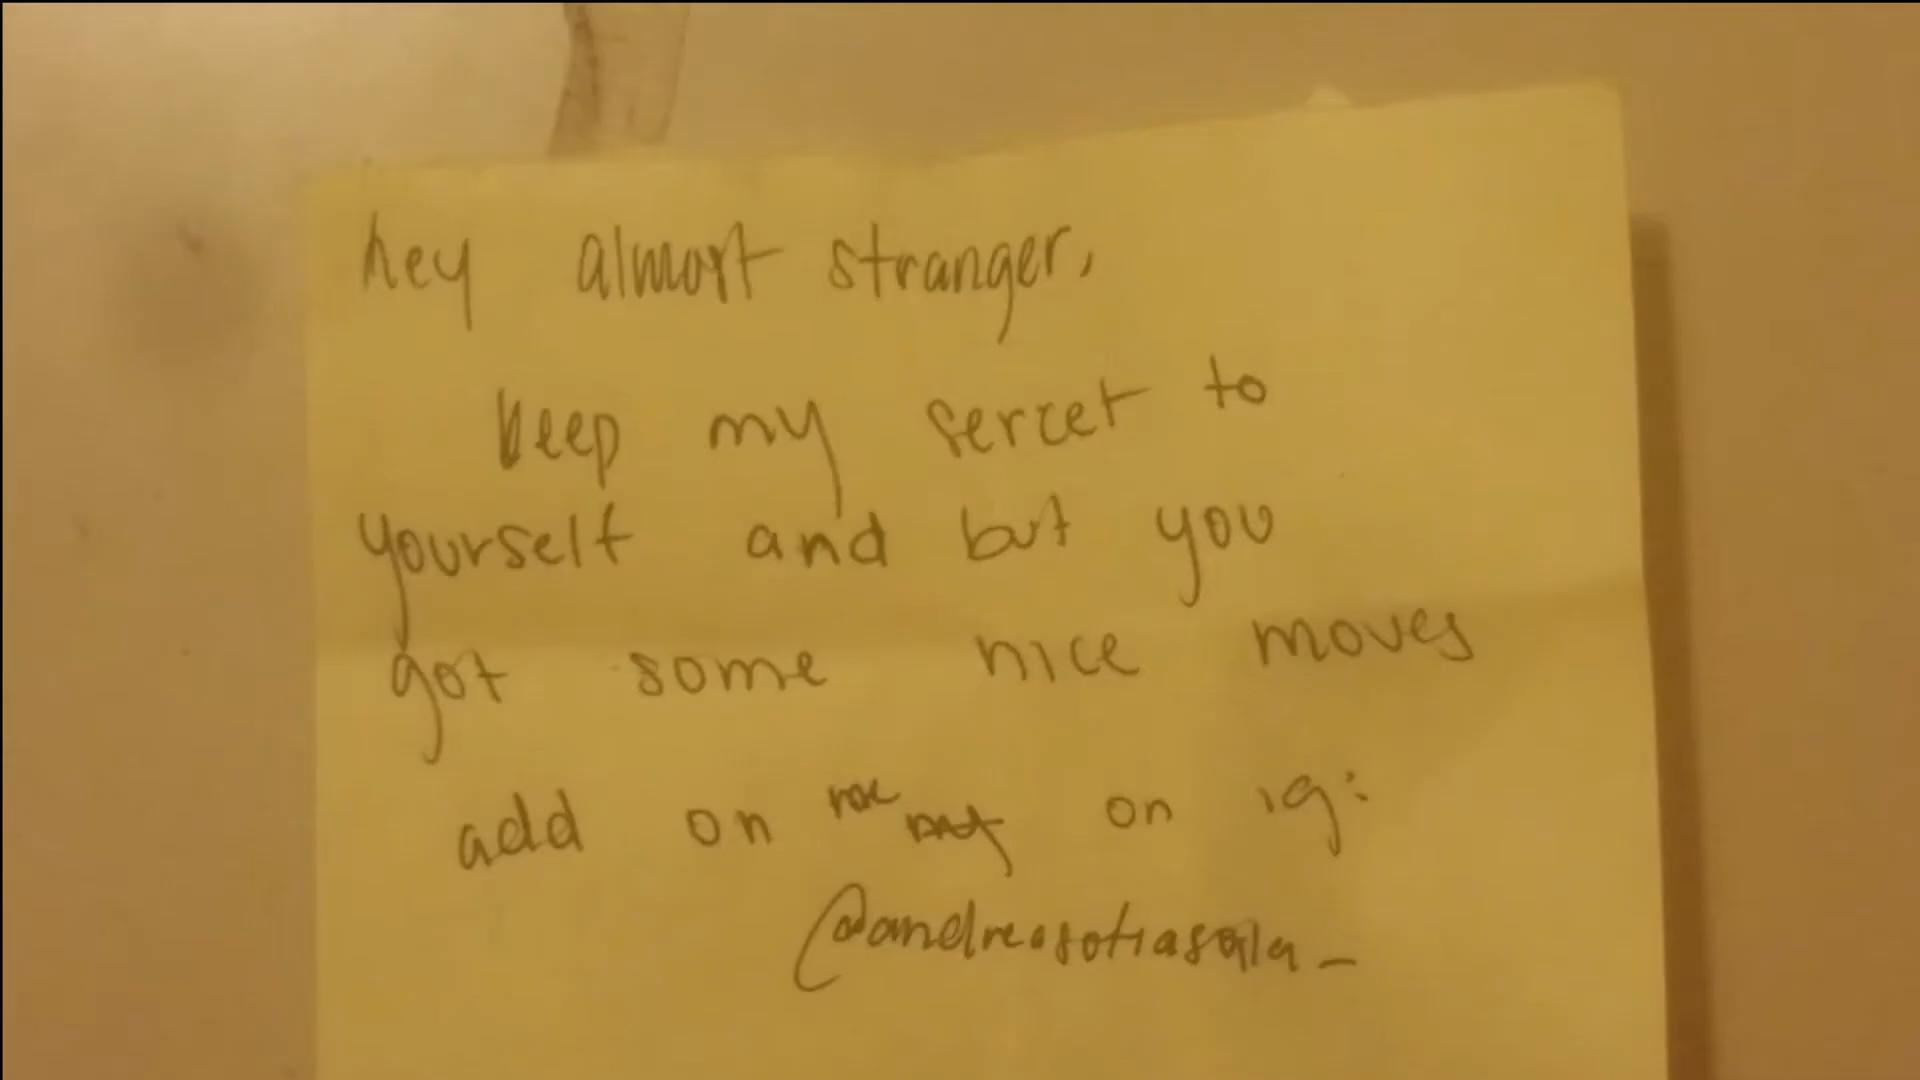 hey almost stranger,
keep my sercet to
yourself and but you
got some nice moves
add on me on ig: